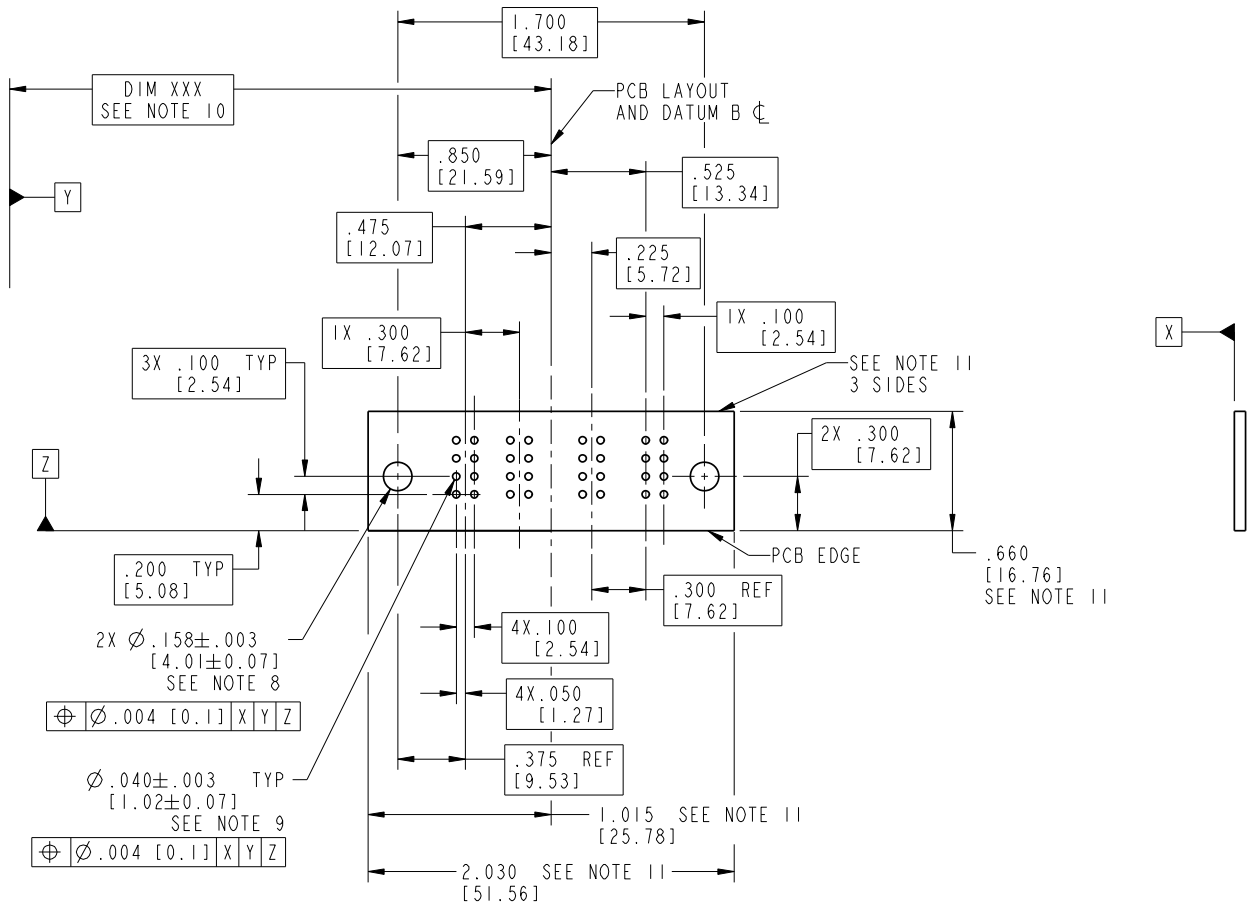 1.700
[43.18]
DIM XXX
SEE NOTE 10
PCB LAYOUT
AND DATUM B ℄
.850
[21.59]
.525
[13.34]
Y
.475
[12.07]
.225
[5.72]
1X .300
[7.62]
1X .100
[2.54]
X
3X .100 TYP
[2.54]
SEE NOTE 11
3 SIDES
2X .300
[7.62]
Z
PCB EDGE
.200 TYP
[5.08]
.660
[16.76]
SEE NOTE 11
.300 REF
[7.62]
4X.100
[2.54]
2X Ø.158±.003
[4.01±0.07]
SEE NOTE 8
4X.050
[1.27]
⌖ Ø.004 [0.1] X Y Z
.375 REF
[9.53]
Ø.040±.003 TYP
[1.02±0.07]
SEE NOTE 9
1.015 SEE NOTE 11
[25.78]
⌖ Ø.004 [0.1] X Y Z
2.030 SEE NOTE 11
[51.56]